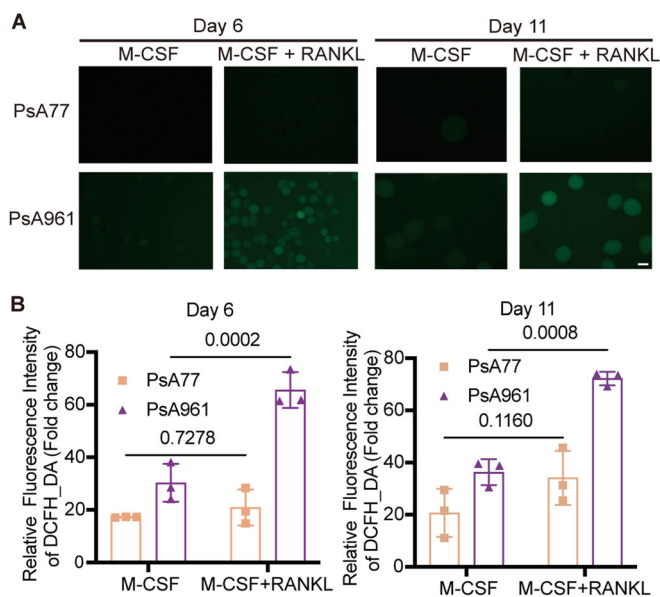 A
Day 6
Day 11
M-CSF
M-CSF + RANKL
M-CSF
M-CSF + RANKL
PsA77
PsA961
B
Day 6
Relative Fluorescence Intensity
of DCFH_DA (Fold change)
80
60
40
20
0
0.0002
PsA77
PsA961
0.7278
M-CSF
M-CSF+RANKL
Day 11
Relative Fluorescence Intensity
of DCFH_DA (Fold change)
80
60
40
20
0
0.0008
PsA77
PsA961
0.1160
M-CSF
M-CSF+RANKL